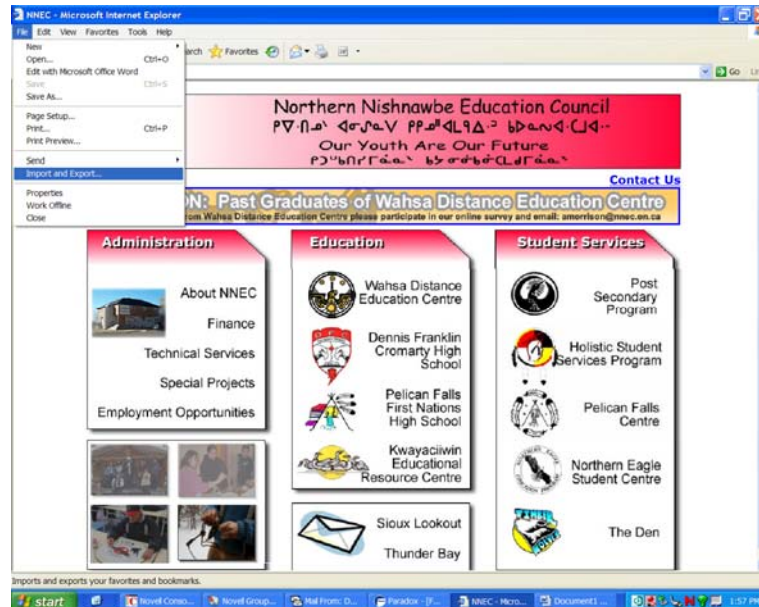 NNEC - Microsoft Internet Explorer
File Edit View Favorites Tools Help
Favorites
Go
New
Open... Ctrl+O
Edit with Microsoft Office Word
Save Ctrl+S
Save As...
Page Setup...
Print... Ctrl+P
Print Preview...
Send
Import and Export...
Properties
Work Offline
Close
Northern Nishnawbe Education Council
Our Youth Are Our Future
Contact Us
Past Graduates of Wahsa Distance Education Centre
from Wahsa Distance Education Centre please participate in our online survey and email: amorrison@nnec.on.ca
Administration
About NNEC
Finance
Technical Services
Special Projects
Employment Opportunities
Education
Wahsa Distance
Education Centre
Dennis Franklin
Cromarty High
School
Pelican Falls
First Nations
High School
Kwayaciiwin
Educational
Resource Centre
Sioux Lookout
Thunder Bay
Student Services
Post
Secondary
Program
Holistic Student
Services Program
Pelican Falls
Centre
Northern Eagle
Student Centre
The Den
Imports and exports your favorites and bookmarks.
start
Novel Conso...
Novel Group...
Mail From: D...
Paradox - [F...
NNEC - Micro...
Document1 ...
1:57 PM